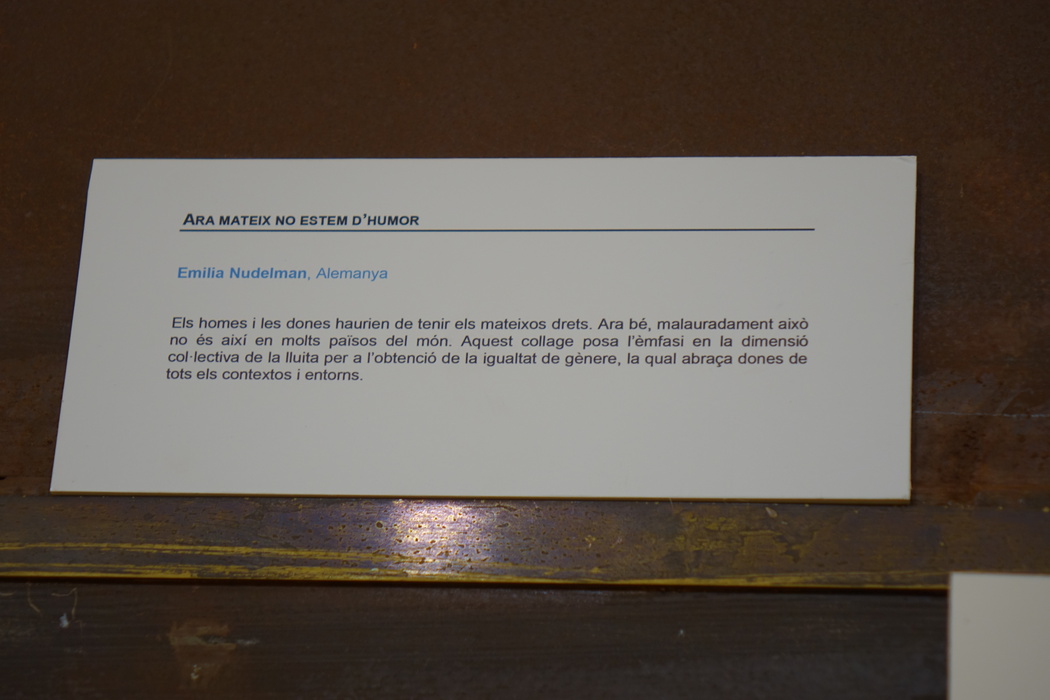 ARA MATEIX NO ESTEM D'HUMOR
Emilia Nudelman, Alemanya
Els homes i les dones haurien de tenir els mateixos drets. Ara bé, malauradament això
no és així en molts països del món. Aquest collage posa l'èmfasi en la dimensió
col·lectiva de la lluita per a l'obtenció de la igualtat de gènere, la qual abraça dones de
tots els contextos i entorns.